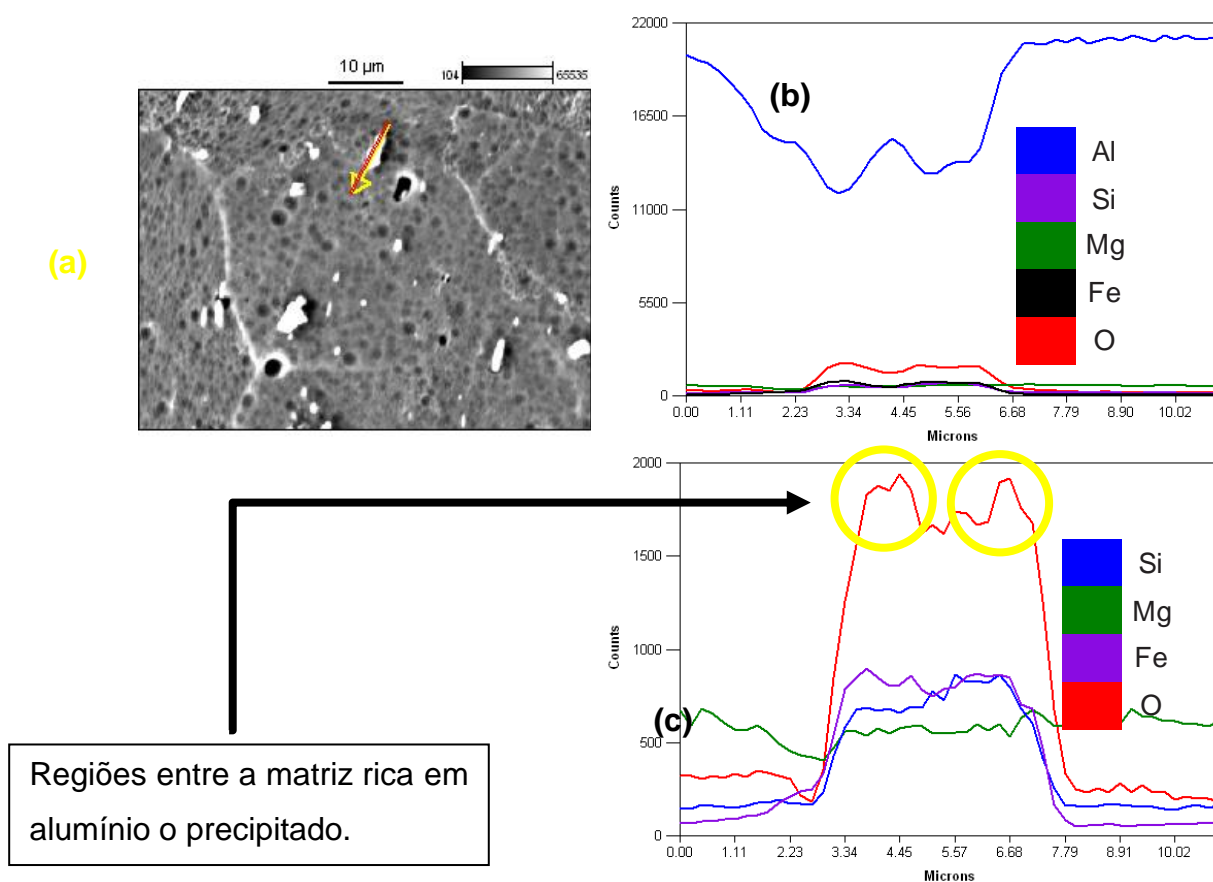 10 µm
104
65535
(a)
22000
16500
11000
5500
0
Counts
(b)
Al
Si
Mg
Fe
O
0.00 1.11 2.23 3.34 4.45 5.56 6.68 7.79 8.90 10.02
Microns
2000
1500
1000
500
0
Counts
(c)
Si
Mg
Fe
O
0.00 1.11 2.23 3.34 4.45 5.57 6.68 7.80 8.91 10.02
Microns
Regiões entre a matriz rica em
alumínio o precipitado.